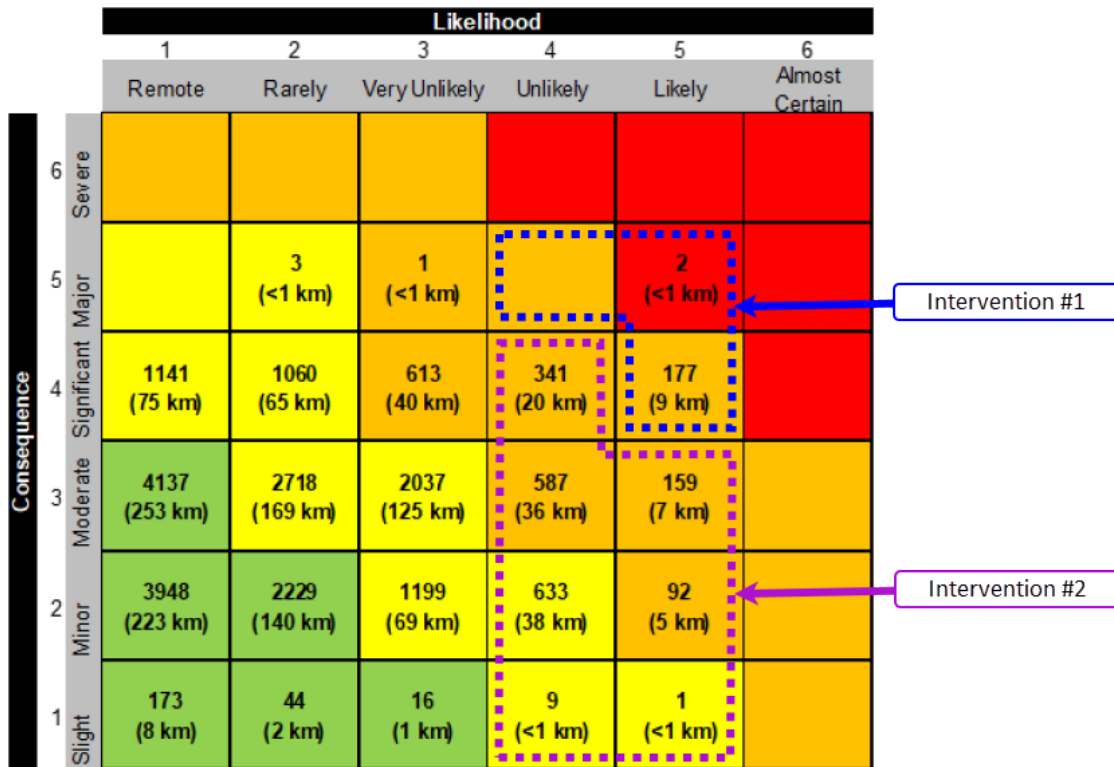 Likelihood
1 2 3 4 5 6
Remote Rarely Very Unlikely Unlikely Likely Almost
Certain
Consequence
6 Severe
5 Major
3 1 2
(<1 km) (<1 km) (<1 km)
Intervention #1
4 Significant
1141 1060 613 341 177
(75 km) (65 km) (40 km) (20 km) (9 km)
3 Moderate
4137 2718 2037 587 159
(253 km) (169 km) (125 km) (36 km) (7 km)
2 Minor
3948 2229 1199 633 92
(223 km) (140 km) (69 km) (38 km) (5 km)
Intervention #2
1 Slight
173 44 16 9 1
(8 km) (2 km) (1 km) (<1 km) (<1 km)